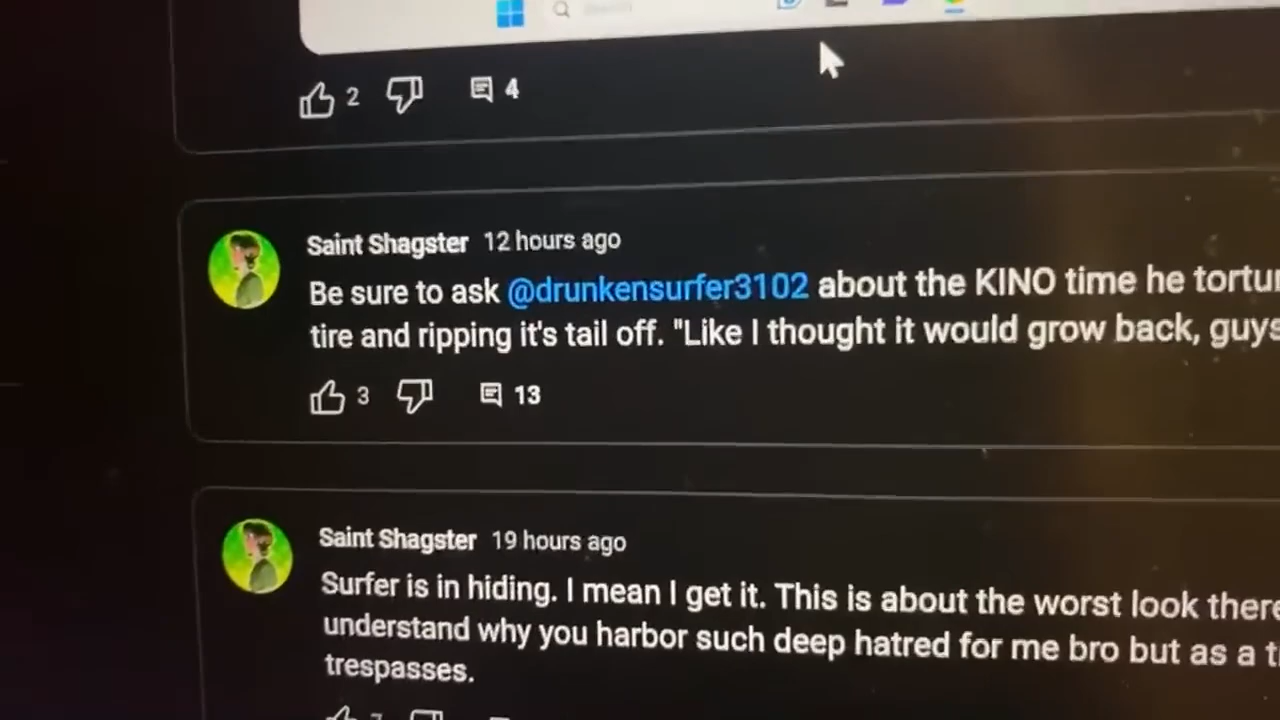 2 4
Saint Shagster 12 hours ago
Be sure to ask @drunkensurfer3102 about the KINO time he
tire and ripping it's tail off. "Like I thought it would grow back, guys
3 13
Saint Shagster 19 hours ago
Surfer is in hiding. I mean I get it. This is about the worst look
understand why you harbor such deep hatred for me bro but as a
trespasses.